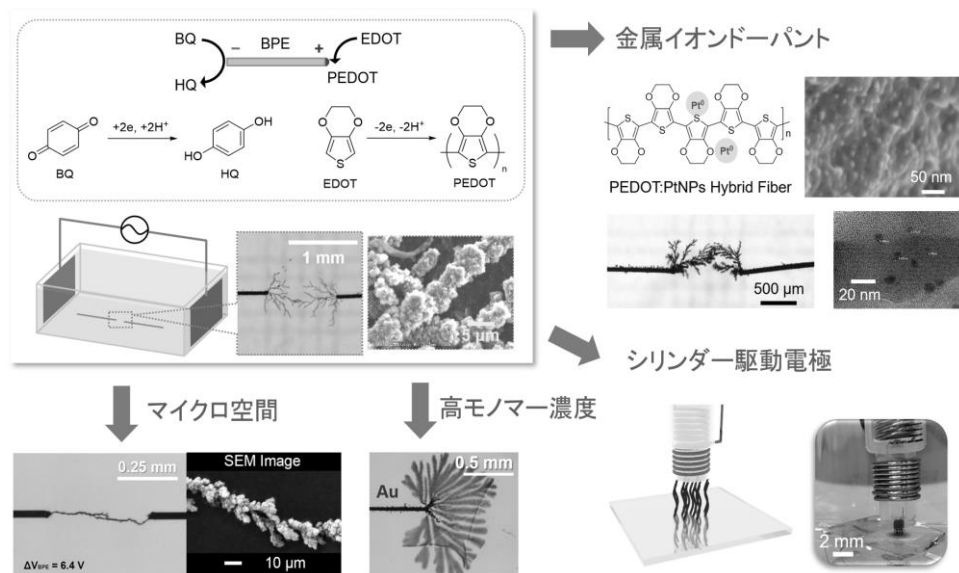 BQ
− BPE +
EDOT
HQ
PEDOT
+2e, +2H⁺
BQ
OH
HO
HQ
O
O
S
EDOT
-2e, -2H⁺
O
O
S
n
PEDOT
1 mm
5 μm
金属イオンドーパント
Pt⁰
Pt⁰
n
PEDOT:PtNPs Hybrid Fiber
50 nm
500 μm
20 nm
シリンダー駆動電極
マイクロ空間
高モノマー濃度
0.25 mm
ΔV_BPE = 6.4 V
SEM Image
10 μm
0.5 mm
Au
2 mm